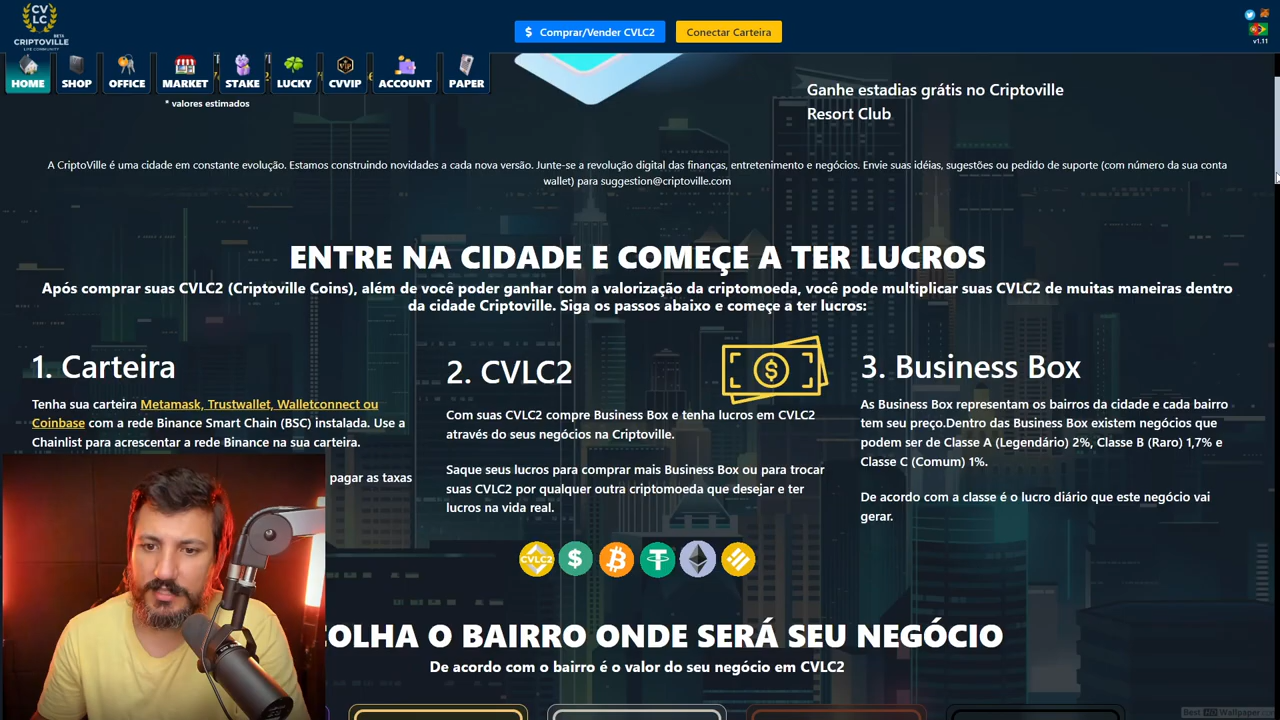 CV
LC
BETA
CRIPTOVILLE
LIFE COMMUNITY
$ Comprar/Vender CVLC2
Conectar Carteira
v1.11
HOME
SHOP
OFFICE
MARKET
STAKE
LUCKY
CVVIP
ACCOUNT
PAPER
* valores estimados
Ganhe estadias grátis no Criptoville
Resort Club
A CriptoVille é uma cidade em constante evolução. Estamos construindo novidades a cada nova versão. Junte-se a revolução digital das finanças, entretenimento e negócios. Envie suas idéias, sugestões ou pedido de suporte (com número da sua conta
wallet) para suggestion@criptoville.com
ENTRE NA CIDADE E COMEÇE A TER LUCROS
Após comprar suas CVLC2 (Criptoville Coins), além de você poder ganhar com a valorização da criptomoeda, você pode multiplicar suas CVLC2 de muitas maneiras dentro
da cidade Criptoville. Siga os passos abaixo e começe a ter lucros:
1. Carteira
Tenha sua carteira Metamask, Trustwallet, Walletconnect ou
Coinbase com a rede Binance Smart Chain (BSC) instalada. Use a
Chainlist para acrescentar a rede Binance na sua carteira.
pagar as taxas
2. CVLC2
Com suas CVLC2 compre Business Box e tenha lucros em CVLC2
através do seus negócios na Criptoville.
Saque seus lucros para comprar mais Business Box ou para trocar
suas CVLC2 por qualquer outra criptomoeda que desejar e ter
lucros na vida real.
3. Business Box
As Business Box representam os bairros da cidade e cada bairro
tem seu preço.Dentro das Business Box existem negócios que
podem ser de Classe A (Legendário) 2%, Classe B (Raro) 1,7% e
Classe C (Comum) 1%.
De acordo com a classe é o lucro diário que este negócio vai
gerar.
CVLC2
COLHA O BAIRRO ONDE SERÁ SEU NEGÓCIO
De acordo com o bairro é o valor do seu negócio em CVLC2